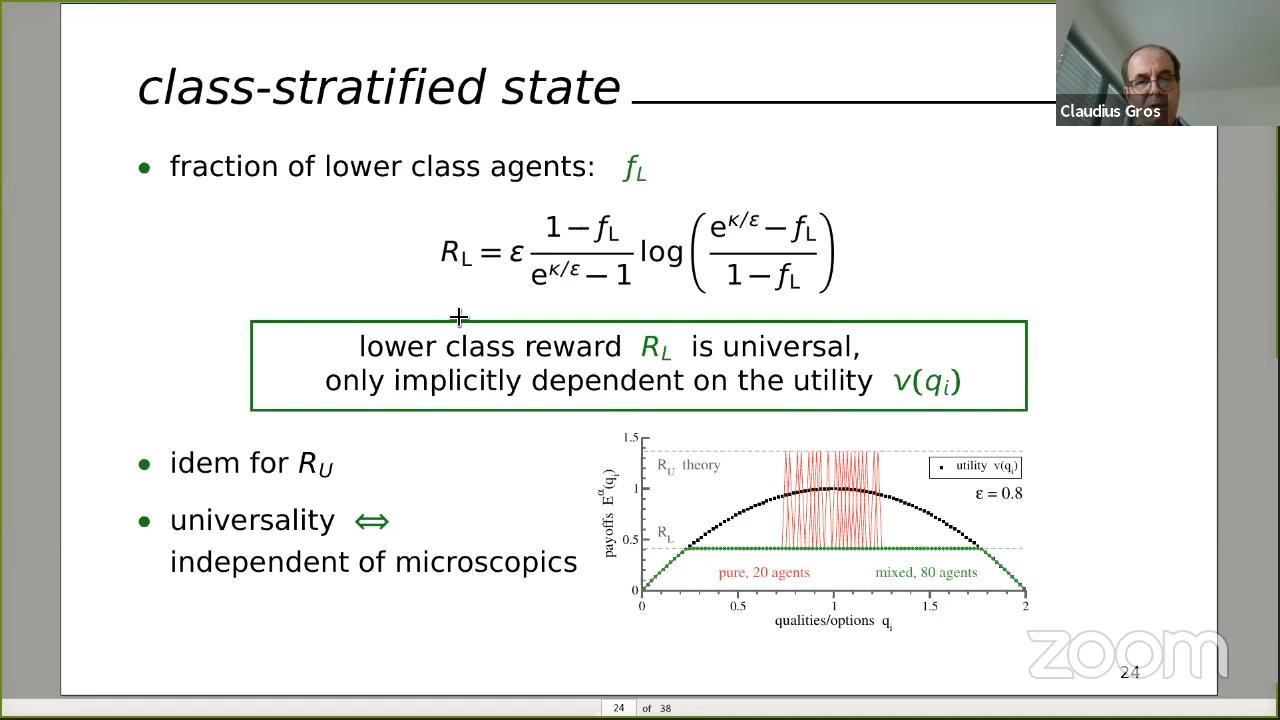 class-stratified state
Claudius Gros
• fraction of lower class agents: f_L
R_L = ε (1 − f_L)/(e^{κ/ε} − 1) log((e^{κ/ε} − f_L)/(1 − f_L))
lower class reward R_L is universal,
only implicitly dependent on the utility v(q_i)
• idem for R_U
• universality ⇔
independent of microscopics
1.5
1
0.5
0
payoffs E^α(q_i)
R_U theory
R_L
utility v(q_i)
ε = 0.8
pure, 20 agents
mixed, 80 agents
0 0.5 1 1.5 2
qualities/options q_i
zoom
24
24 of 38